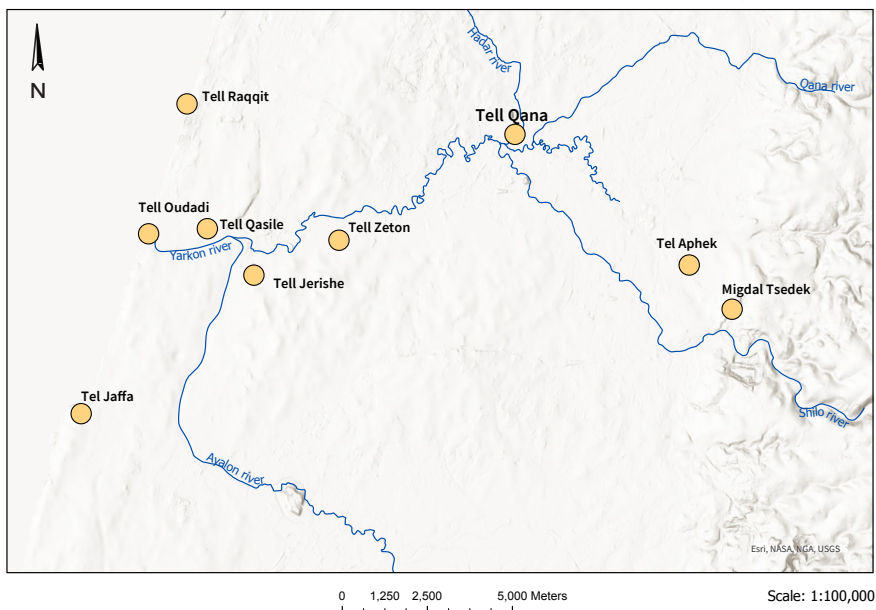 Hadar river
Qana river
N
Tell Raqqit
Tell Qana
Tell Oudadi
Tell Qasile
Tell Zeton
Yarkon river
Tel Aphek
Tell Jerishe
Migdal Tsedek
Tel Jaffa
Shilo river
Ayalon river
Esri, NASA, NGA, USGS
0 1,250 2,500 5,000 Meters
Scale: 1:100,000